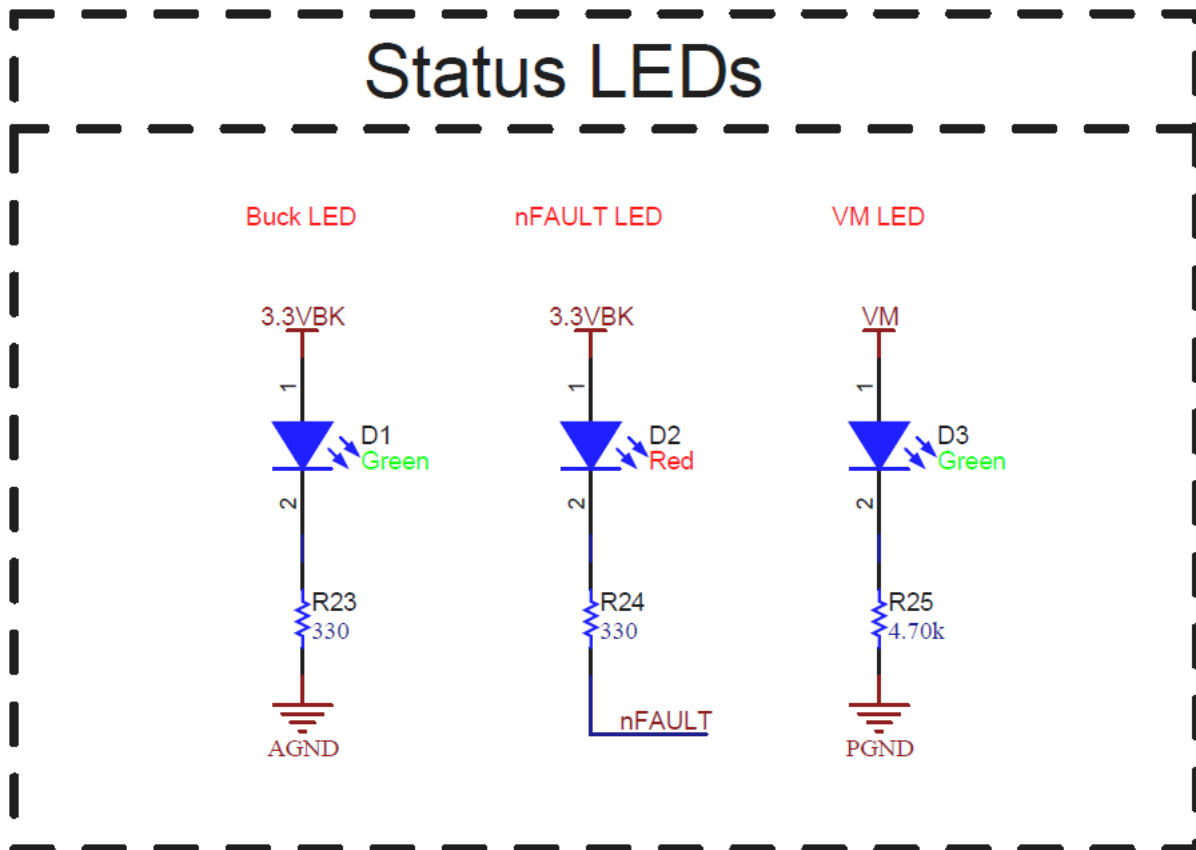 Status LEDs
Buck LED
nFAULT LED
VM LED
3.3VBK
3.3VBK
VM
1
1
1
D1
Green
D2
Red
D3
Green
2
2
2
R23
330
R24
330
R25
4.70k
nFAULT
AGND
PGND